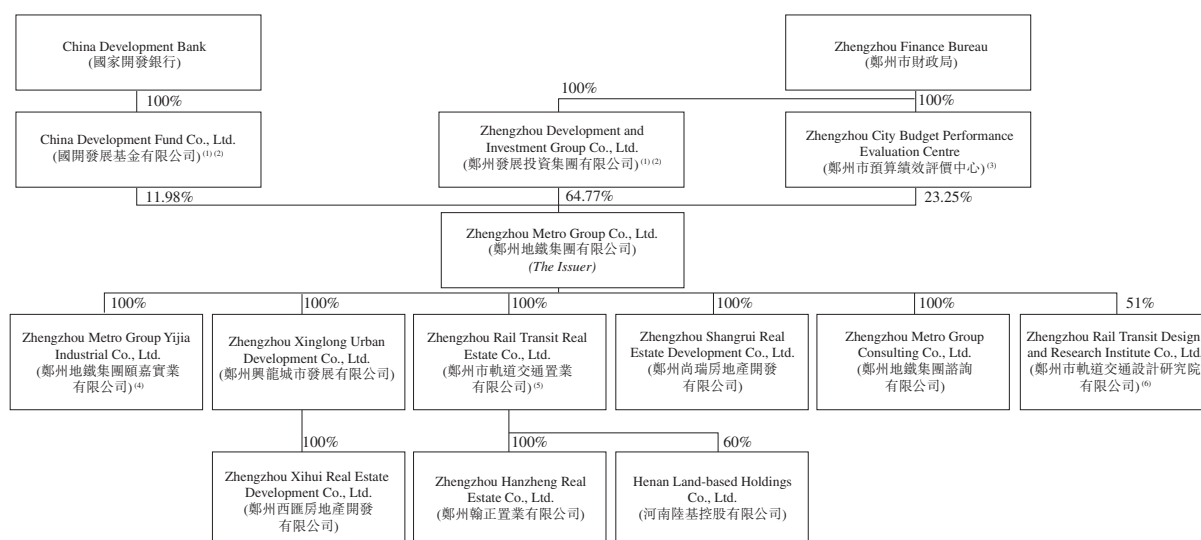 China Development Bank
(國家開發銀行)
Zhengzhou Finance Bureau
(鄭州市財政局)
100%
100%
100%
China Development Fund Co., Ltd.
(國開發展基金有限公司)(1) (2)
Zhengzhou Development and
Investment Group Co., Ltd.
(鄭州發展投資集團有限公司)(1) (2)
Zhengzhou City Budget Performance
Evaluation Centre
(鄭州市預算績效評價中心)(3)
11.98%
64.77%
23.25%
Zhengzhou Metro Group Co., Ltd.
(鄭州地鐵集團有限公司)
(The Issuer)
100%
100%
100%
100%
100%
51%
Zhengzhou Metro Group Yijia
Industrial Co., Ltd.
(鄭州地鐵集團頤嘉實業
有限公司)(4)
Zhengzhou Xinglong Urban
Development Co., Ltd.
(鄭州興龍城市發展有限公司)
Zhengzhou Rail Transit Real
Estate Co., Ltd.
(鄭州市軌道交通置業
有限公司)(5)
Zhengzhou Shangrui Real
Estate Development Co., Ltd.
(鄭州尚瑞房地產開發
有限公司)
Zhengzhou Metro Group
Consulting Co., Ltd.
(鄭州地鐵集團諮詢
有限公司)
Zhengzhou Rail Transit Design
and Research Institute Co., Ltd.
(鄭州市軌道交通設計研究院
有限公司)(6)
100%
100%
60%
Zhengzhou Xihui Real Estate
Development Co., Ltd.
(鄭州西匯房地產開發
有限公司)
Zhengzhou Hanzheng Real
Estate Co., Ltd.
(鄭州翰正置業有限公司)
Henan Land-based Holdings
Co., Ltd.
(河南陸基控股有限公司)